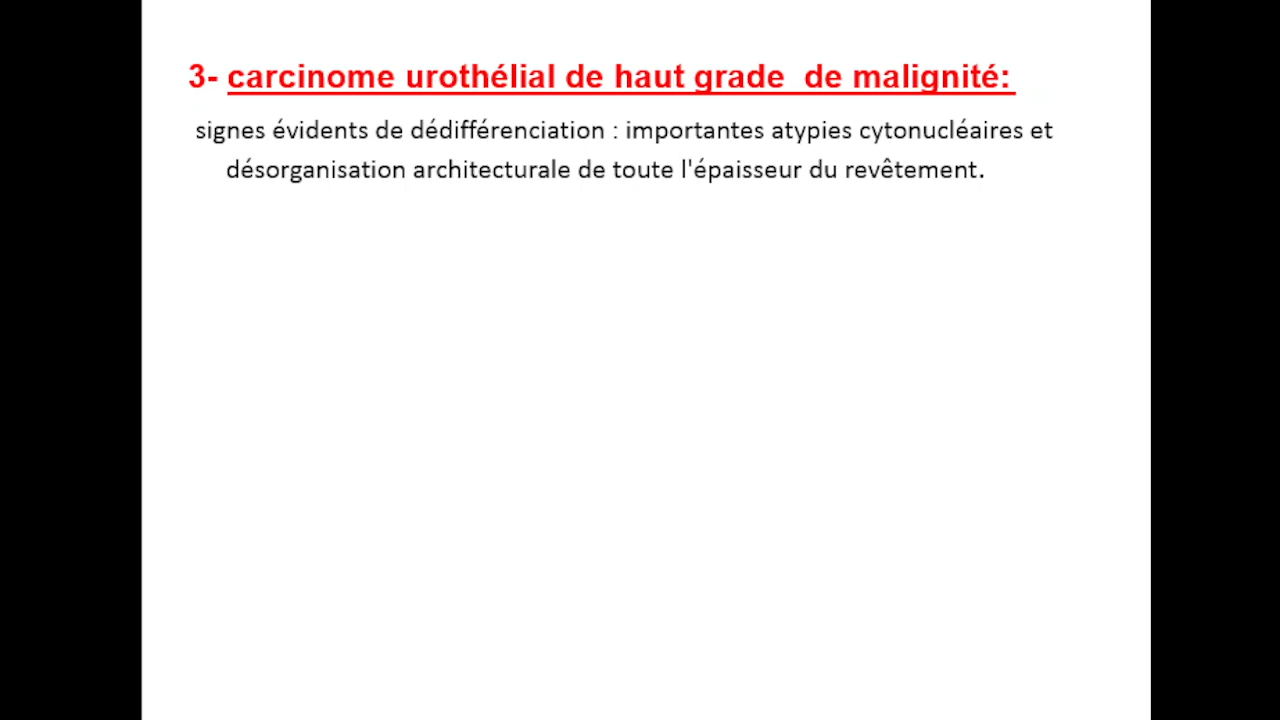 3- carcinome urothélial de haut grade  de malignité:
signes évidents de dédifférenciation : importantes atypies cytonucléaires et
désorganisation architecturale de toute l'épaisseur du revêtement.